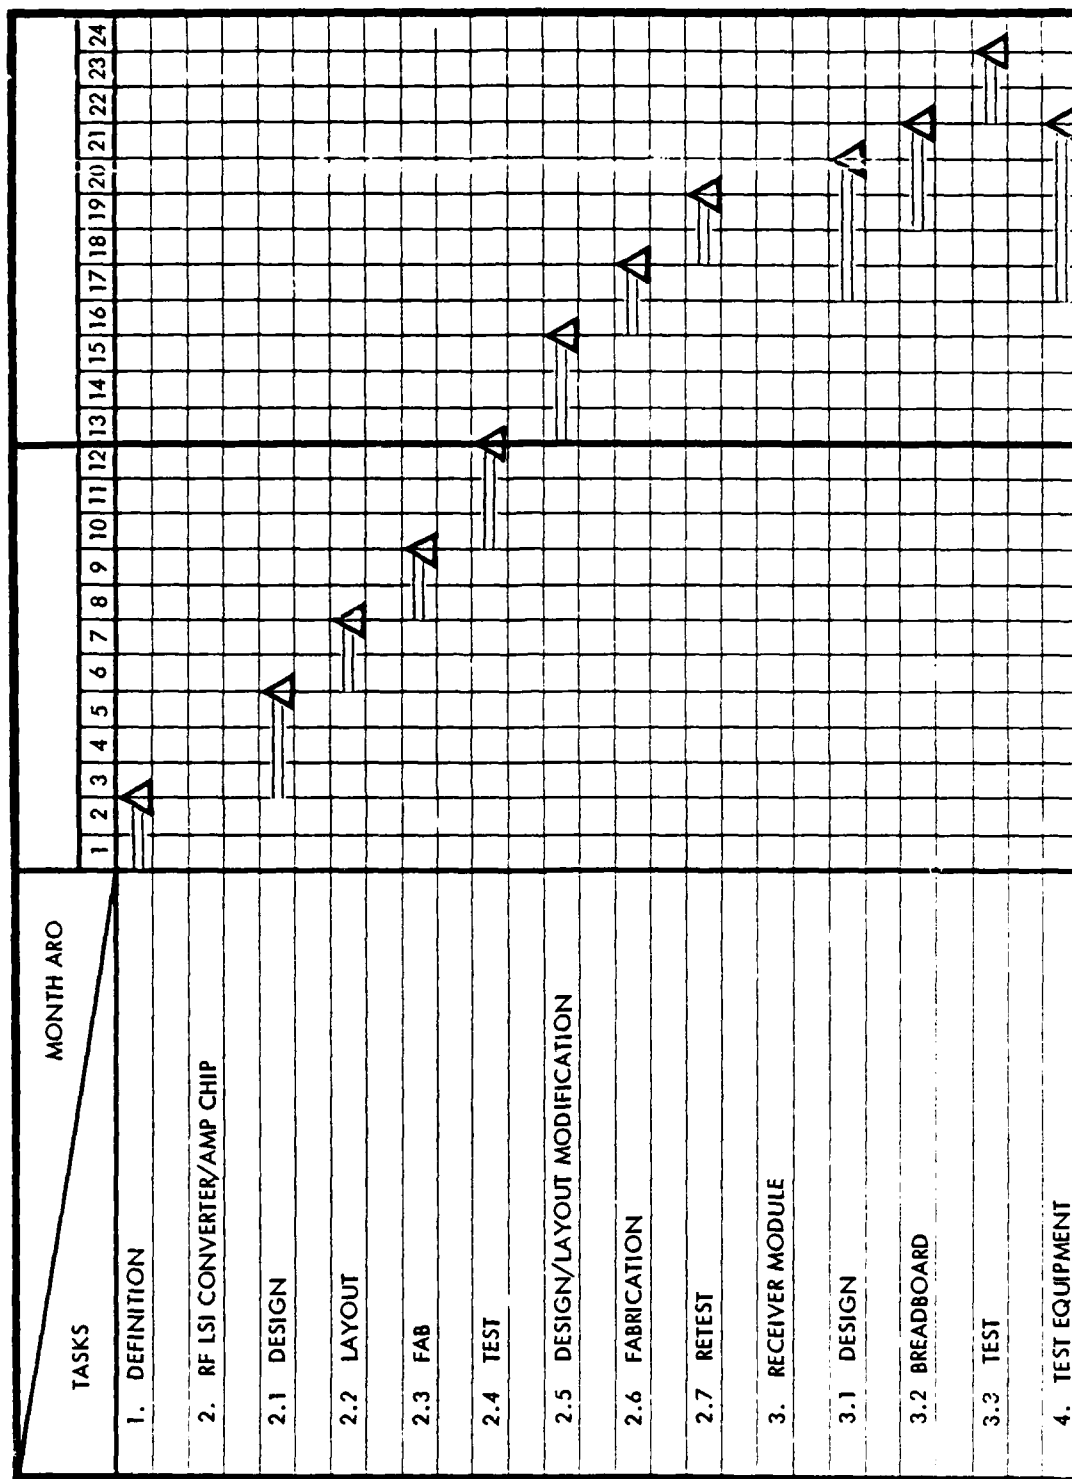 MONTH ARO
TASKS
1 2 3 4 5 6 7 8 9 10 11 12 13 14 15 16 17 18 19 20 21 22 23 24
1. DEFINITION
2. RF LSI CONVERTER/AMP CHIP
2.1 DESIGN
2.2 LAYOUT
2.3 FAB
2.4 TEST
2.5 DESIGN/LAYOUT MODIFICATION
2.6 FABRICATION
2.7 RETEST
3. RECEIVER MODULE
3.1 DESIGN
3.2 BREADBOARD
3.3 TEST
4. TEST EQUIPMENT